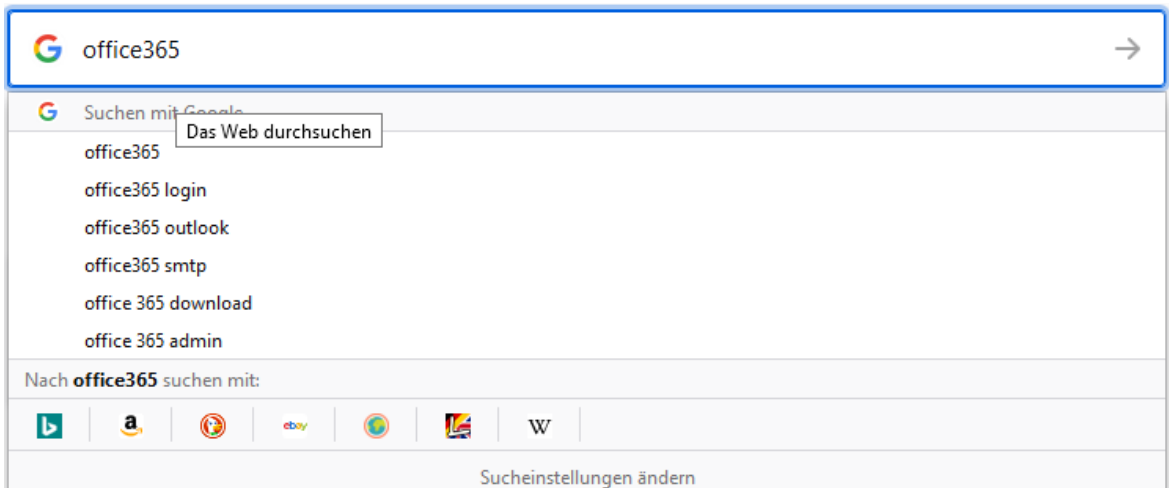 office365
Suchen mit Google
Das Web durchsuchen
office365
office365 login
office365 outlook
office365 smtp
office 365 download
office 365 admin
Nach office365 suchen mit:
a
ebay
W
Sucheinstellungen ändern